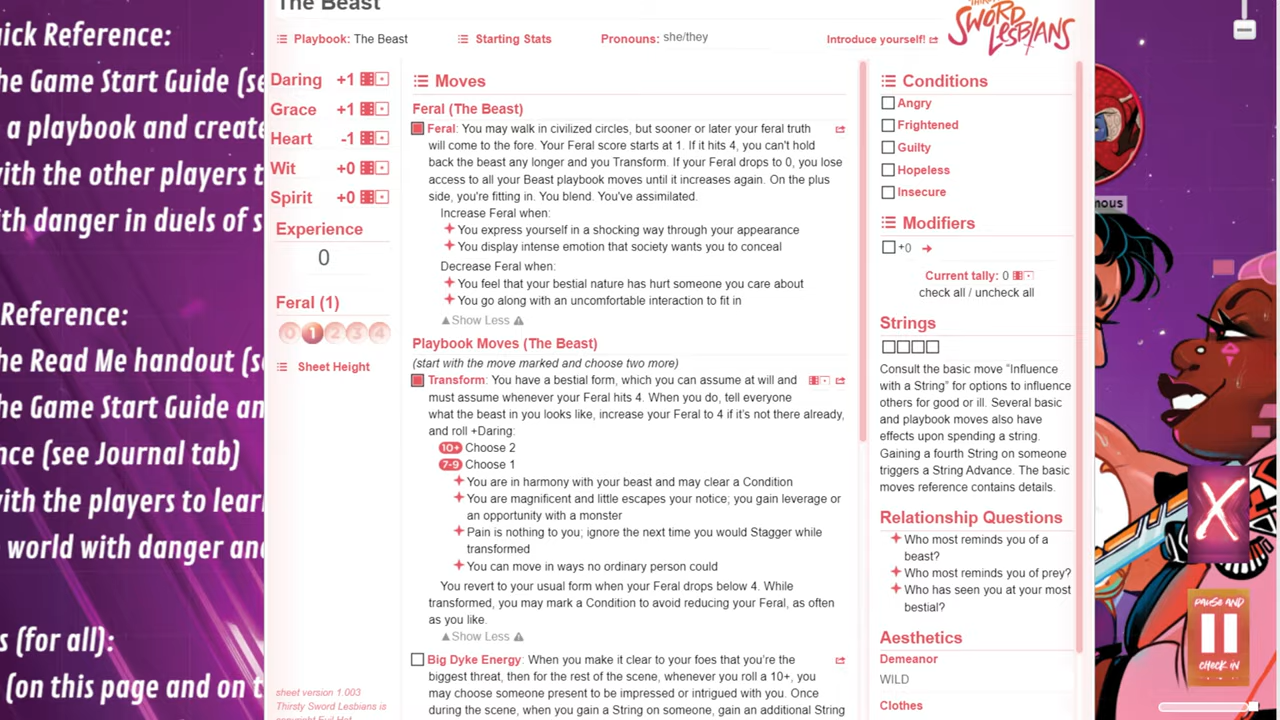 uick Reference:
he Game Start Guide (se
a playbook and create
with the other players t
ith danger in duels of s
Reference:
he Read Me handout (s
he Game Start Guide an
nce (see Journal tab)
with the players to lear
world with danger and
s (for all):
(on this page and on t
The Beast
Playbook: The Beast
Starting Stats
Pronouns: she/they
Introduce yourself!
SWORD
LESBIANS
Daring +1
Grace +1
Heart -1
Wit +0
Spirit +0
Experience
0
Feral (1)
0 1 2 3 4
Sheet Height
sheet version 1.003
Thirsty Sword Lesbians is
Moves
Feral (The Beast)
Feral: You may walk in civilized circles, but sooner or later your feral truth
will come to the fore. Your Feral score starts at 1. If it hits 4, you can't hold
back the beast any longer and you Transform. If your Feral drops to 0, you lose
access to all your Beast playbook moves until it increases again. On the plus
side, you're fitting in. You blend. You've assimilated.
Increase Feral when:
You express yourself in a shocking way through your appearance
You display intense emotion that society wants you to conceal
Decrease Feral when:
You feel that your bestial nature has hurt someone you care about
You go along with an uncomfortable interaction to fit in
▲Show Less
Playbook Moves (The Beast)
(start with the move marked and choose two more)
Transform: You have a bestial form, which you can assume at will and
must assume whenever your Feral hits 4. When you do, tell everyone
what the beast in you looks like, increase your Feral to 4 if it's not there already,
and roll +Daring:
10+ Choose 2
7-9 Choose 1
You are in harmony with your beast and may clear a Condition
You are magnificent and little escapes your notice; you gain leverage or
an opportunity with a monster
Pain is nothing to you; ignore the next time you would Stagger while
transformed
You can move in ways no ordinary person could
You revert to your usual form when your Feral drops below 4. While
transformed, you may mark a Condition to avoid reducing your Feral, as often
as you like.
▲Show Less
Big Dyke Energy: When you make it clear to your foes that you're the
biggest threat, then for the rest of the scene, whenever you roll a 10+, you
may choose someone present to be impressed or intrigued with you. Once
during the scene, when you gain a String on someone, gain an additional String
Conditions
Angry
Frightened
Guilty
Hopeless
Insecure
Modifiers
+0
Current tally: 0
check all / uncheck all
Strings
Consult the basic move “Influence
with a String” for options to influence
others for good or ill. Several basic
and playbook moves also have
effects upon spending a string.
Gaining a fourth String on someone
triggers a String Advance. The basic
moves reference contains details.
Relationship Questions
Who most reminds you of a
beast?
Who most reminds you of prey?
Who has seen you at your most
bestial?
Aesthetics
Demeanor
WILD
Clothes
mous
X
PAUSE AND
CHECK IN